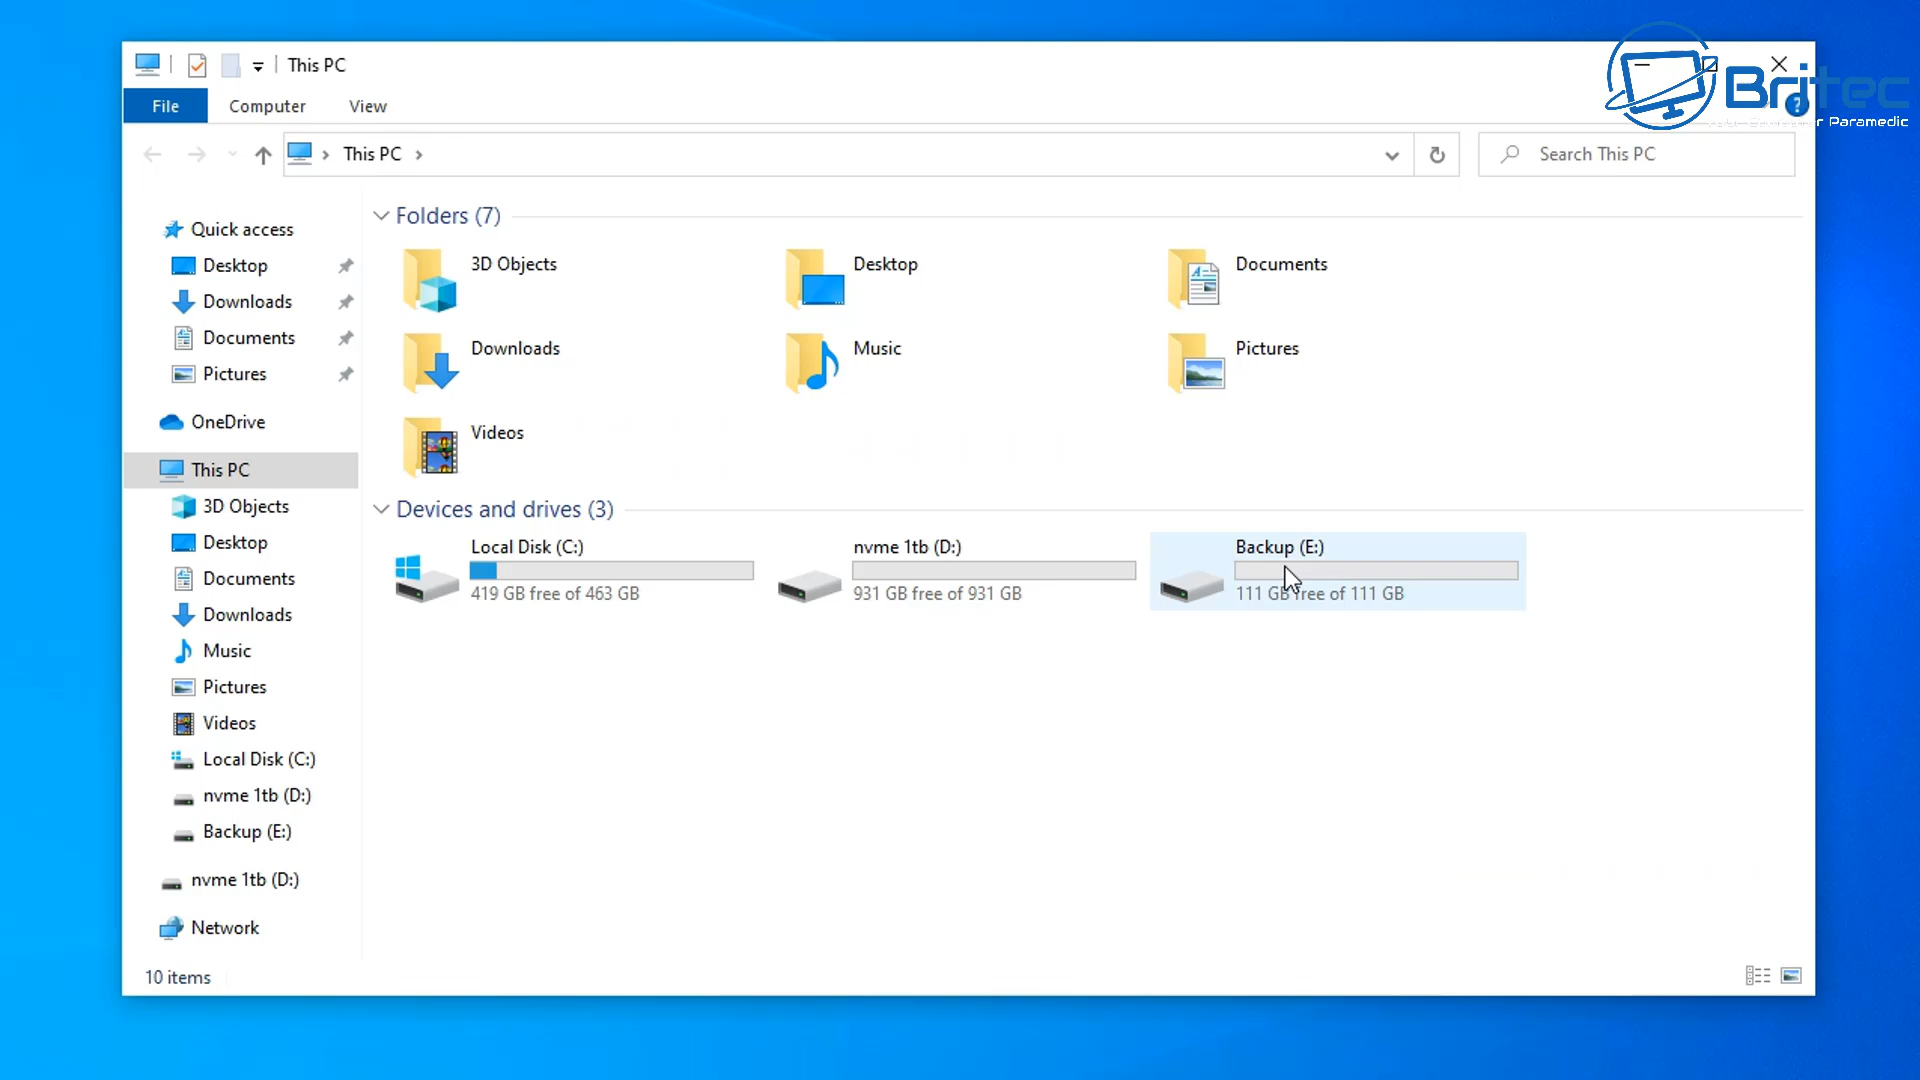 This PC
Britec
File Computer View
?
r Paramedic
This PC
Search This PC
Quick access
Desktop
Downloads
Documents
Pictures
OneDrive
This PC
3D Objects
Desktop
Documents
Downloads
Music
Pictures
Videos
Local Disk (C:)
nvme 1tb (D:)
Backup (E:)
nvme 1tb (D:)
Network
Folders (7)
3D Objects
Desktop
Documents
Downloads
Music
Pictures
Videos
Devices and drives (3)
Local Disk (C:)
419 GB free of 463 GB
nvme 1tb (D:)
931 GB free of 931 GB
Backup (E:)
111 GB free of 111 GB
10 items